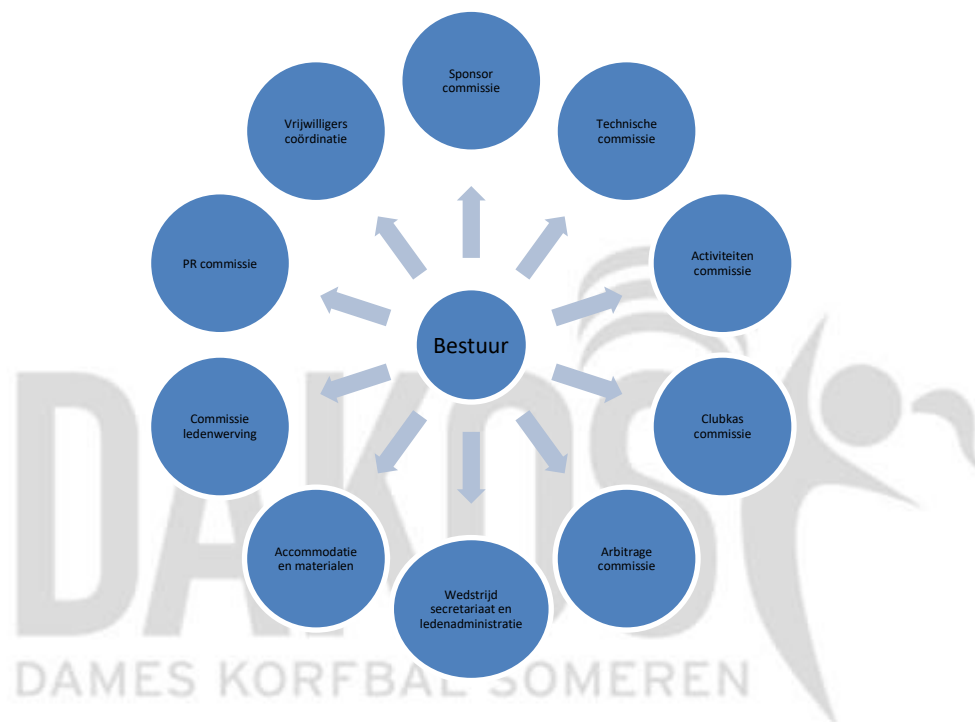 Sponsor
commissie
Vrijwilligers
coördinatie
Technische
commissie
PR commissie
Activiteiten
commissie
Bestuur
Commissie
ledenwerving
Clubkas
commissie
Accommodatie
en materialen
Arbitrage
commissie
Wedstrijd
secretariaat en
ledenadministratie
DAKOS
DAMES KORFBAL SOMEREN